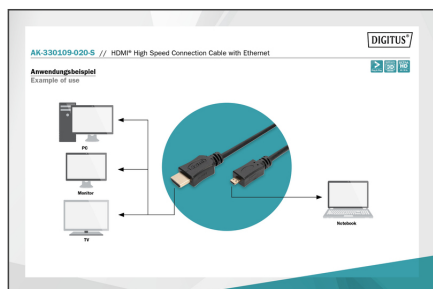 DIGITUS®
AK-330109-020-S // HDMI® High Speed Connection Cable with Ethernet
Anwendungsbeispiel
Example of use
PC
Monitor
TV
Notebook